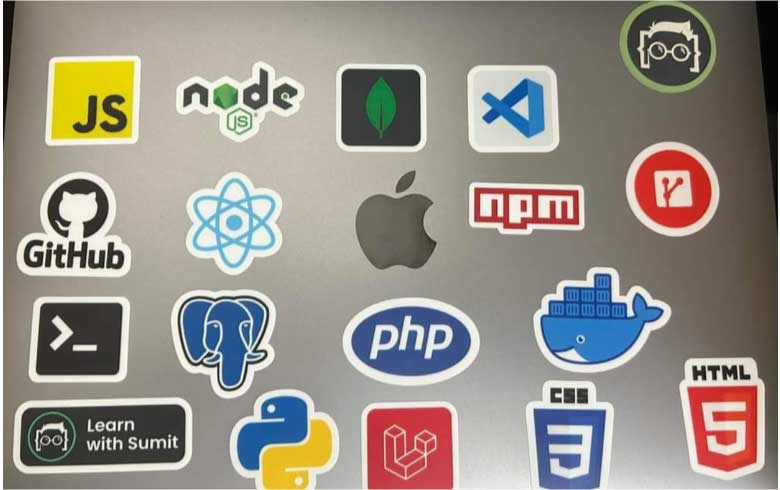 JS
node
JS
npm
GitHub
>_
php
HTML
5
CSS
3
Learn
with Sumit